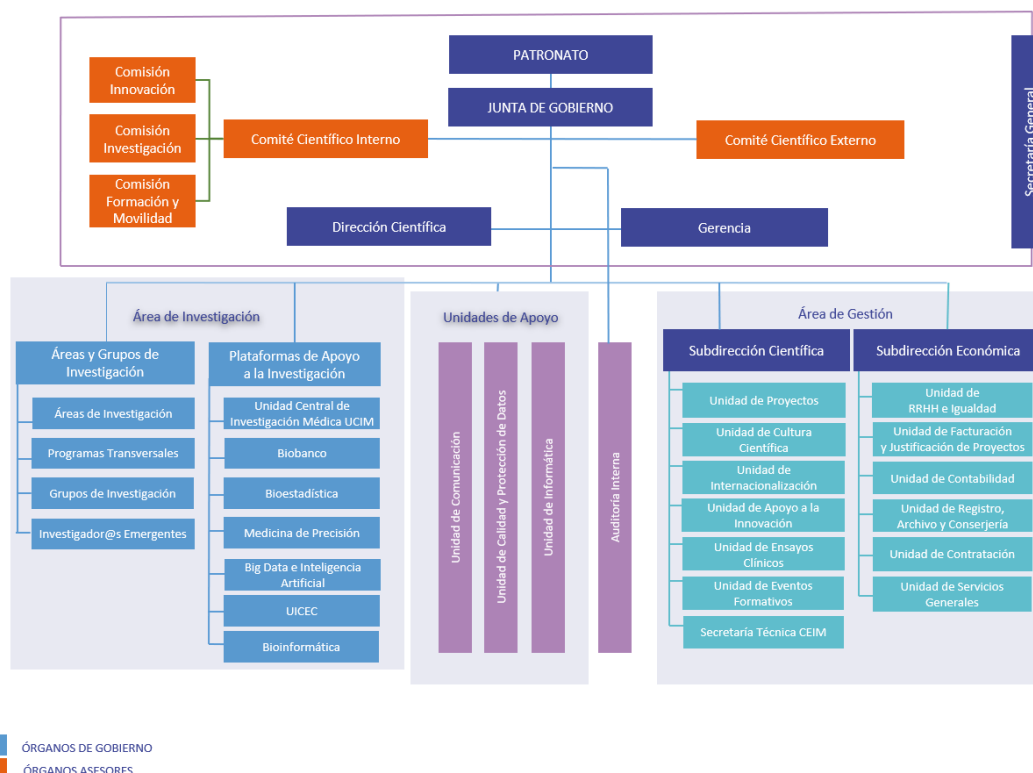 PATRONATO
JUNTA DE GOBIERNO
Comisión
Innovación
Comisión
Investigación
Comisión
Formación y
Movilidad
Comité Científico Interno
Comité Científico Externo
Secretaría General
Dirección Científica
Gerencia
Área de Investigación
Áreas y Grupos de
Investigación
Áreas de Investigación
Programas Transversales
Grupos de Investigación
Investigador@s Emergentes
Plataformas de Apoyo
a la Investigación
Unidad Central de
Investigación Médica UCIM
Biobanco
Bioestadística
Medicina de Precisión
Big Data e Inteligencia
Artificial
UICEC
Bioinformática
Unidades de Apoyo
Unidad de Comunicación
Unidad de Calidad y Protección de Datos
Unidad de Informática
Auditoría Interna
Área de Gestión
Subdirección Científica
Unidad de Proyectos
Unidad de Cultura
Científica
Unidad de
Internacionalización
Unidad de Apoyo a la
Innovación
Unidad de Ensayos
Clínicos
Unidad de Eventos
Formativos
Secretaría Técnica CEIM
Subdirección Económica
Unidad de
RRHH e Igualdad
Unidad de Facturación
y Justificación de Proyectos
Unidad de Contabilidad
Unidad de Registro,
Archivo y Conserjería
Unidad de Contratación
Unidad de Servicios
Generales
ÓRGANOS DE GOBIERNO
ÓRGANOS ASESORES